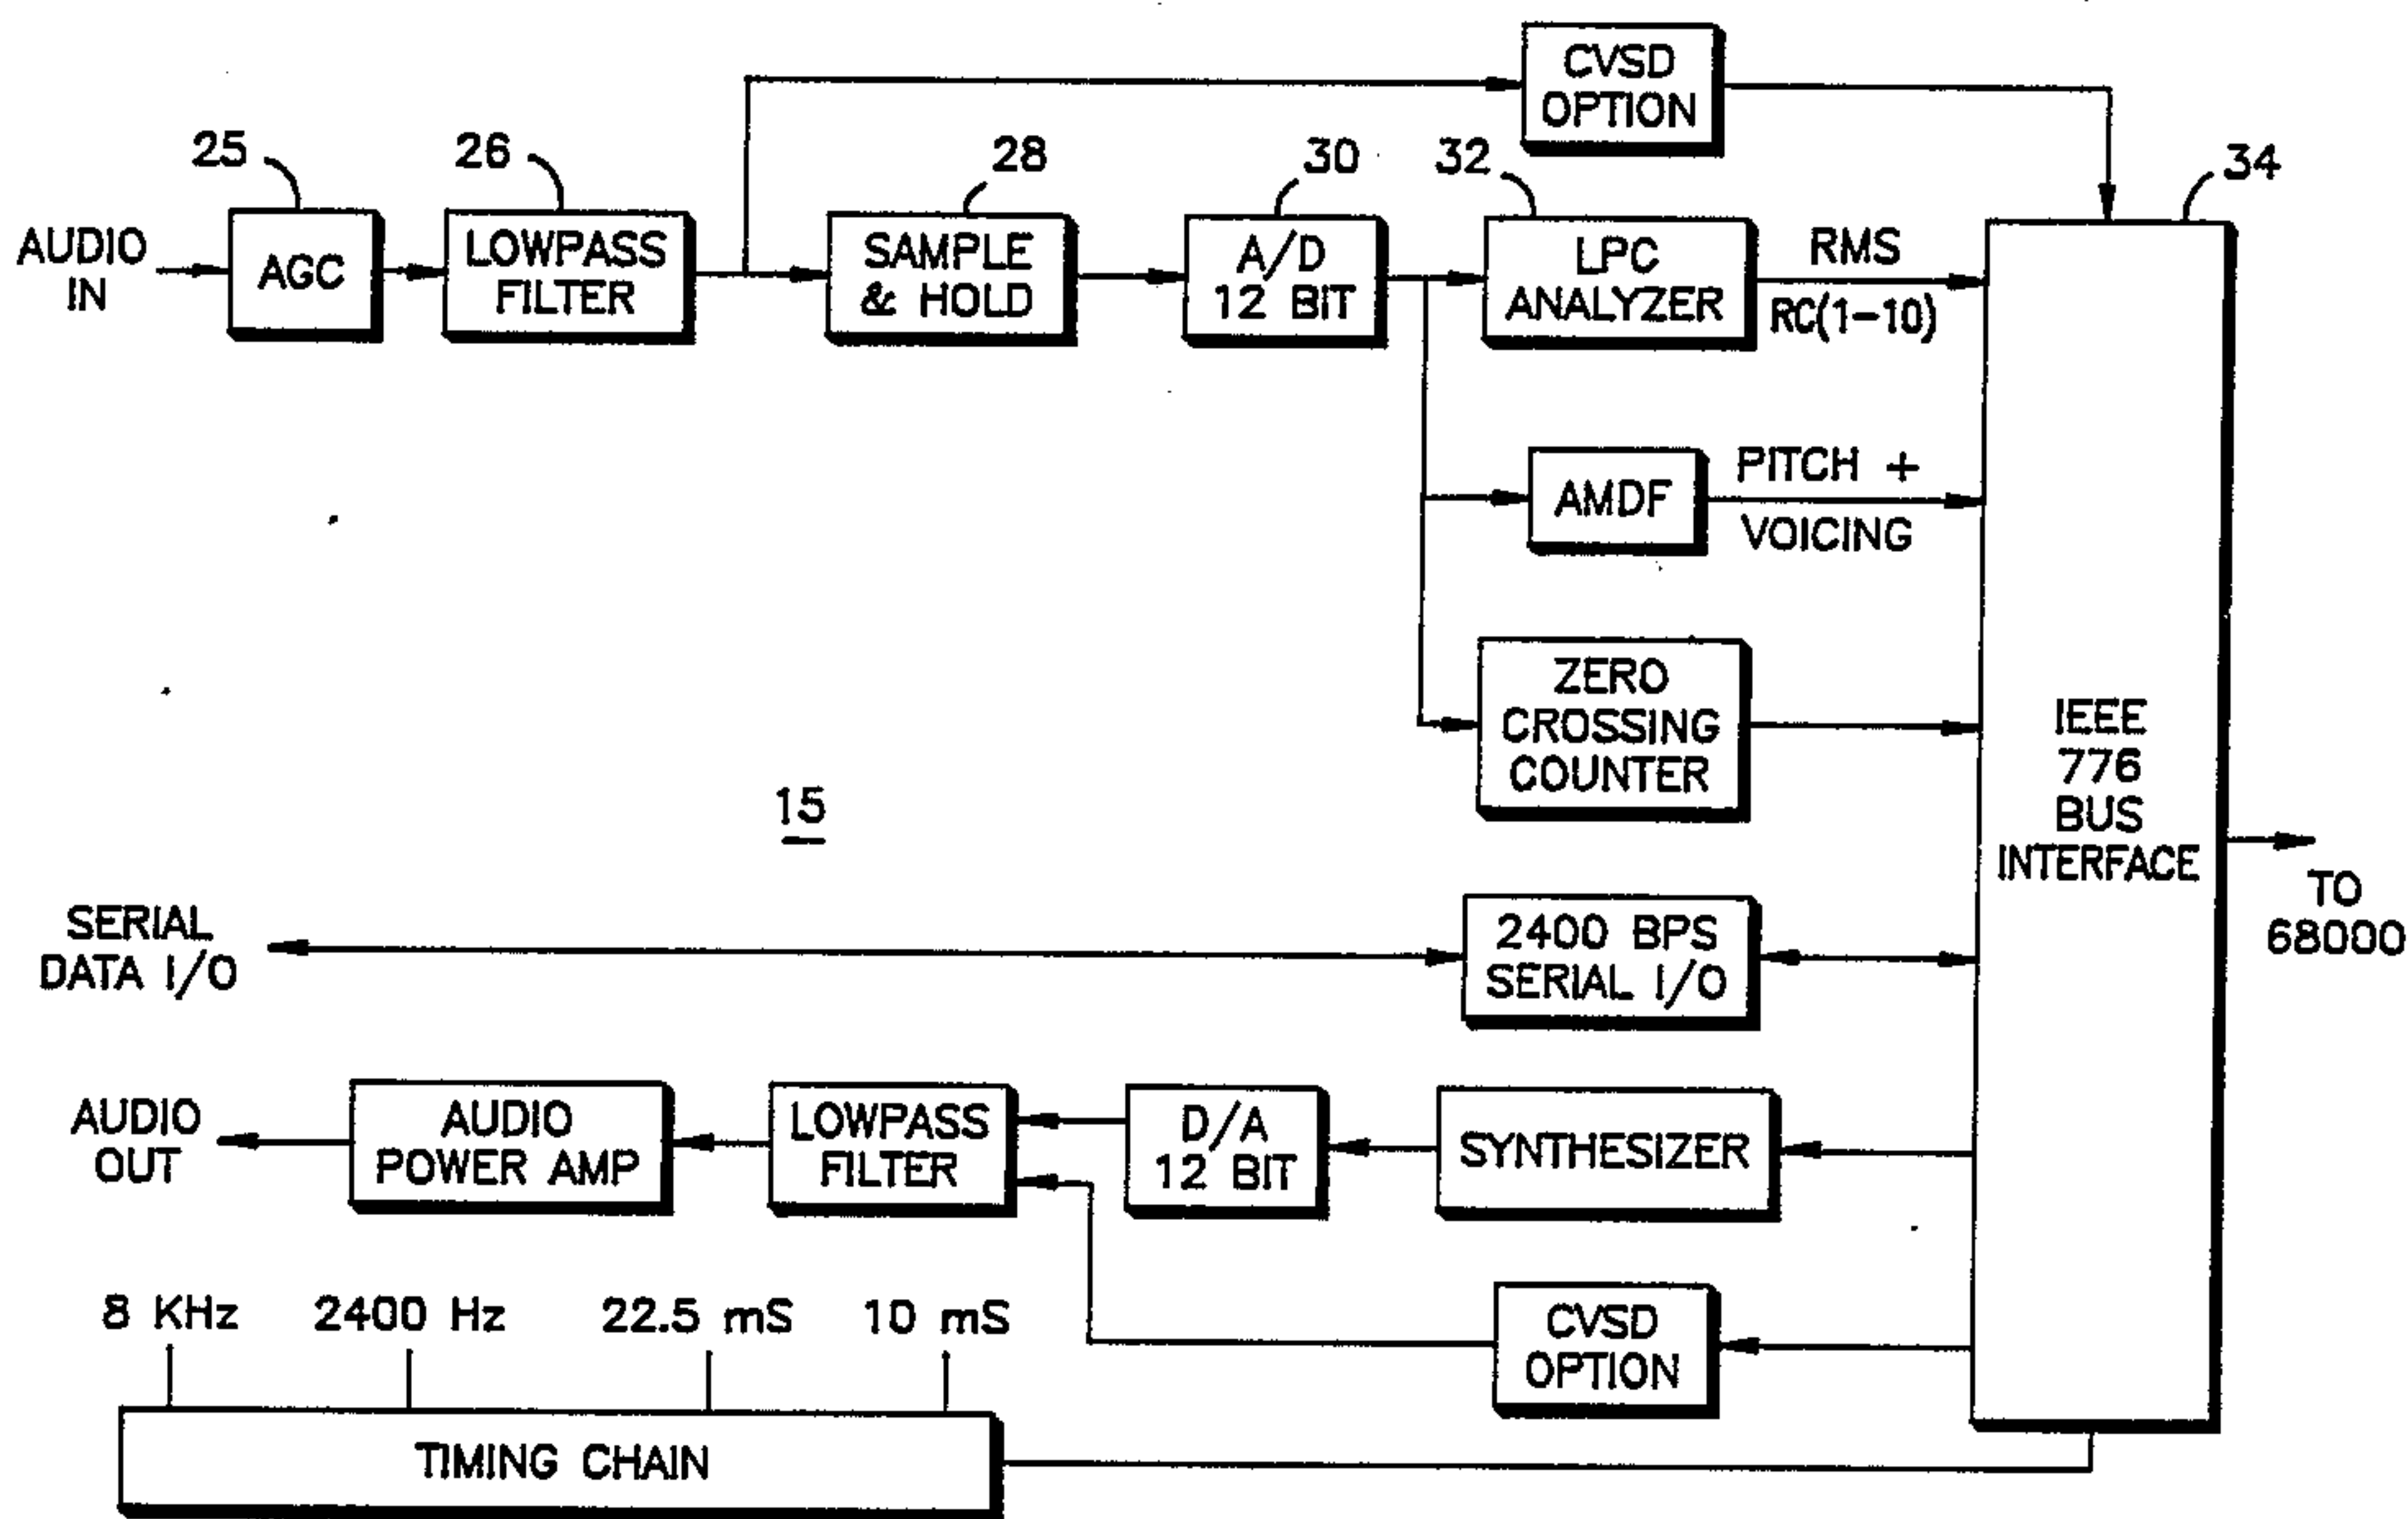 CVSD
OPTION
25
26
28
30
32
34
AUDIO
IN
AGC
LOWPASS
FILTER
SAMPLE
& HOLD
A/D
12 BIT
LPC
ANALYZER
RMS
RC(1-10)
AMDF
PITCH +
VOICING
ZERO
CROSSING
COUNTER
IEEE
776
BUS
INTERFACE
15
TO
68000
SERIAL
DATA I/O
2400 BPS
SERIAL I/O
AUDIO
OUT
AUDIO
POWER AMP
LOWPASS
FILTER
D/A
12 BIT
SYNTHESIZER
8 KHz
2400 Hz
22.5 mS
10 mS
CVSD
OPTION
TIMING CHAIN